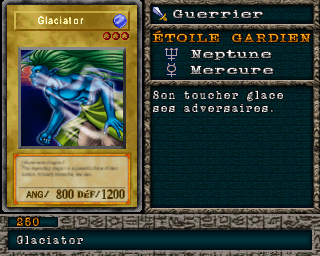 Glaciator
Guerrier
ÉTOILE GARDIEN
Neptune
Mercure
Son toucher glace
ses adversaires.
ANG/ 800 DÉF/1200
250
Glaciator